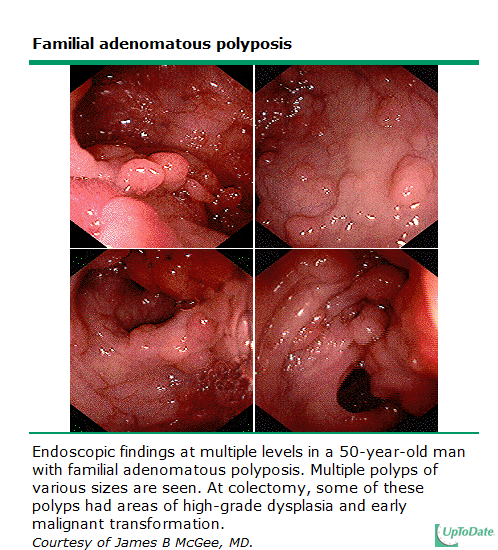 Familial adenomatous polyposis
Endoscopic findings at multiple levels in a 50-year-old man
with familial adenomatous polyposis. Multiple polyps of
various sizes are seen. At colectomy, some of these
polyps had areas of high-grade dysplasia and early
malignant transformation.
Courtesy of James B McGee, MD.
UpToDate